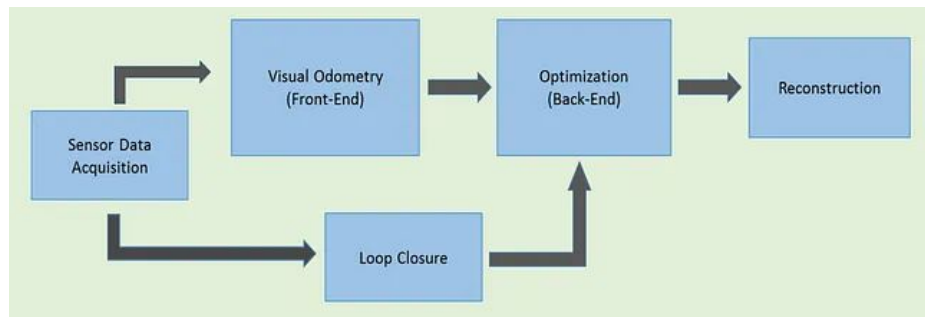 Visual Odometry
(Front-End)
Optimization
(Back-End)
Reconstruction
Sensor Data
Acquisition
Loop Closure